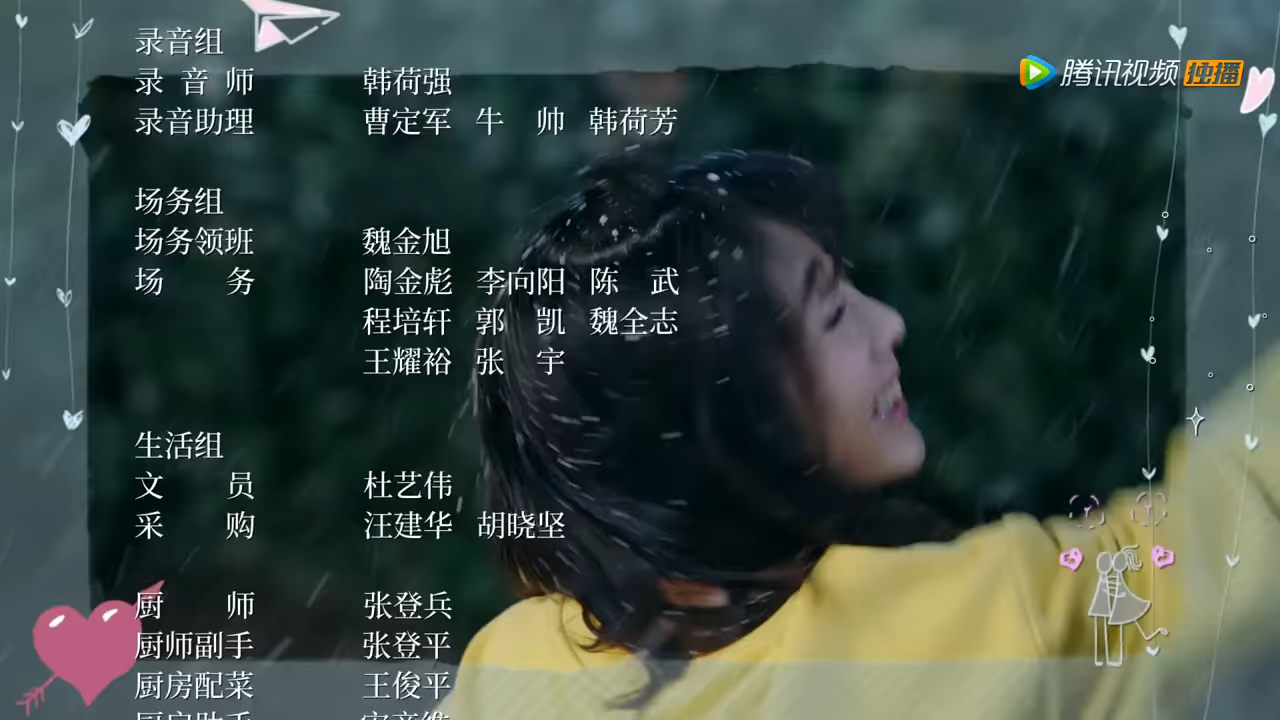 录音组
录音师 韩荷强
录音助理 曹定军 牛帅 韩荷芳
腾讯视频 独播
场务组
场务领班 魏金旭
场务 陶金彪 李向阳 陈武
程培轩 郭凯 魏全志
王耀裕 张宇
生活组
文员 杜艺伟
采购 汪建华 胡晓坚
厨师 张登兵
厨师副手 张登平
厨房配菜 王俊平